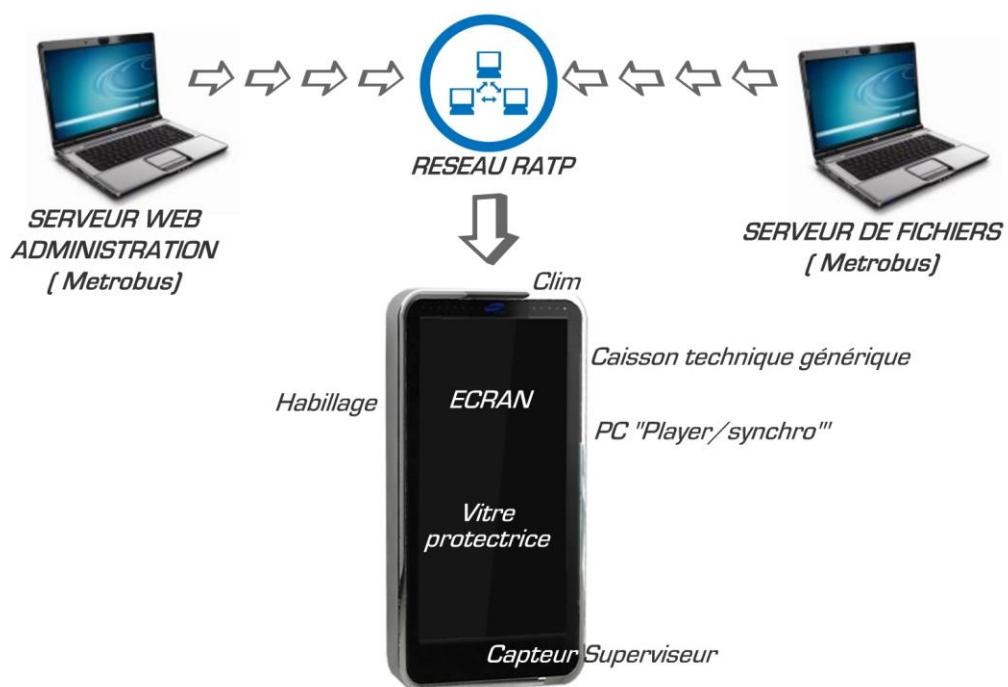 RESEAU RATP
SERVEUR WEB
ADMINISTRATION
( Metrobus)
SERVEUR DE FICHIERS
( Metrobus)
Clim
Caisson technique générique
Habillage
ECRAN
PC "Player/synchro'"
Vitre
protectrice
Capteur Superviseur